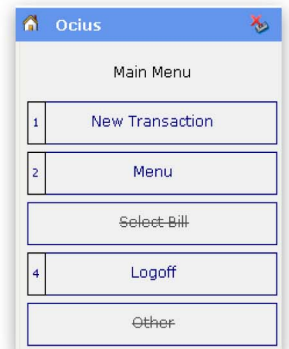 Ocius
Main Menu
1 New Transaction
2 Menu
Select Bill
4 Logoff
Other